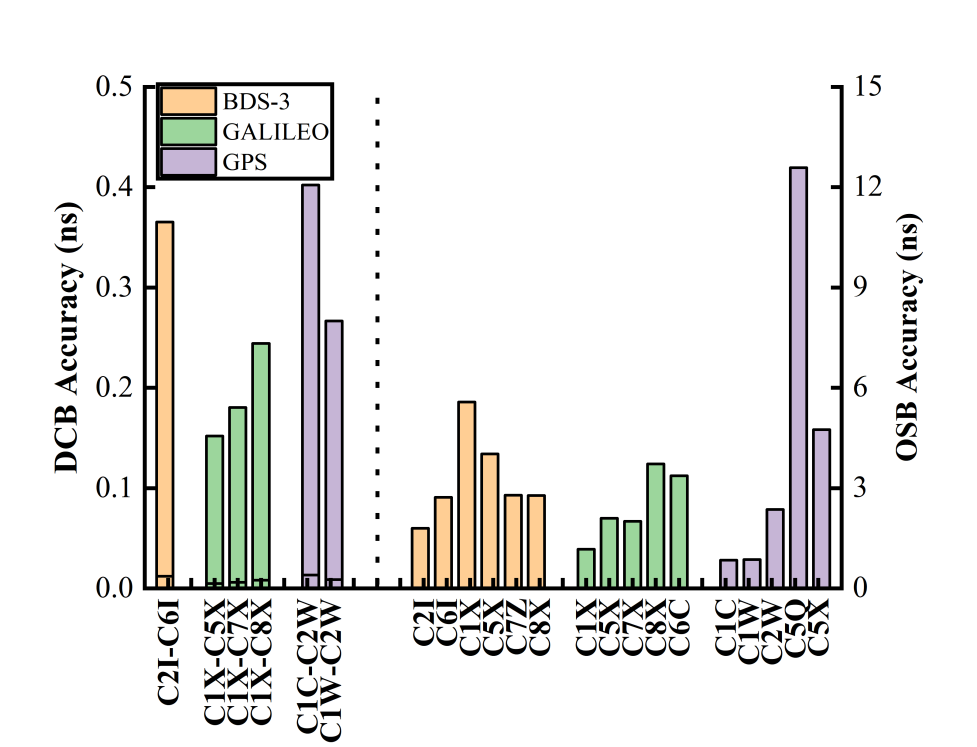 BDS-3
GALILEO
GPS
DCB Accuracy (ns)
0.5
0.4
0.3
0.2
0.1
0.0
OSB Accuracy (ns)
15
12
9
6
3
0
C2I-C6I
C1X-C5X
C1X-C7X
C1X-C8X
C1C-C2W
C1W-C2W
C2I
C6I
C1X
C5X
C7Z
C8X
C1X
C5X
C7X
C8X
C6C
C1C
C1W
C2W
C5Q
C5X